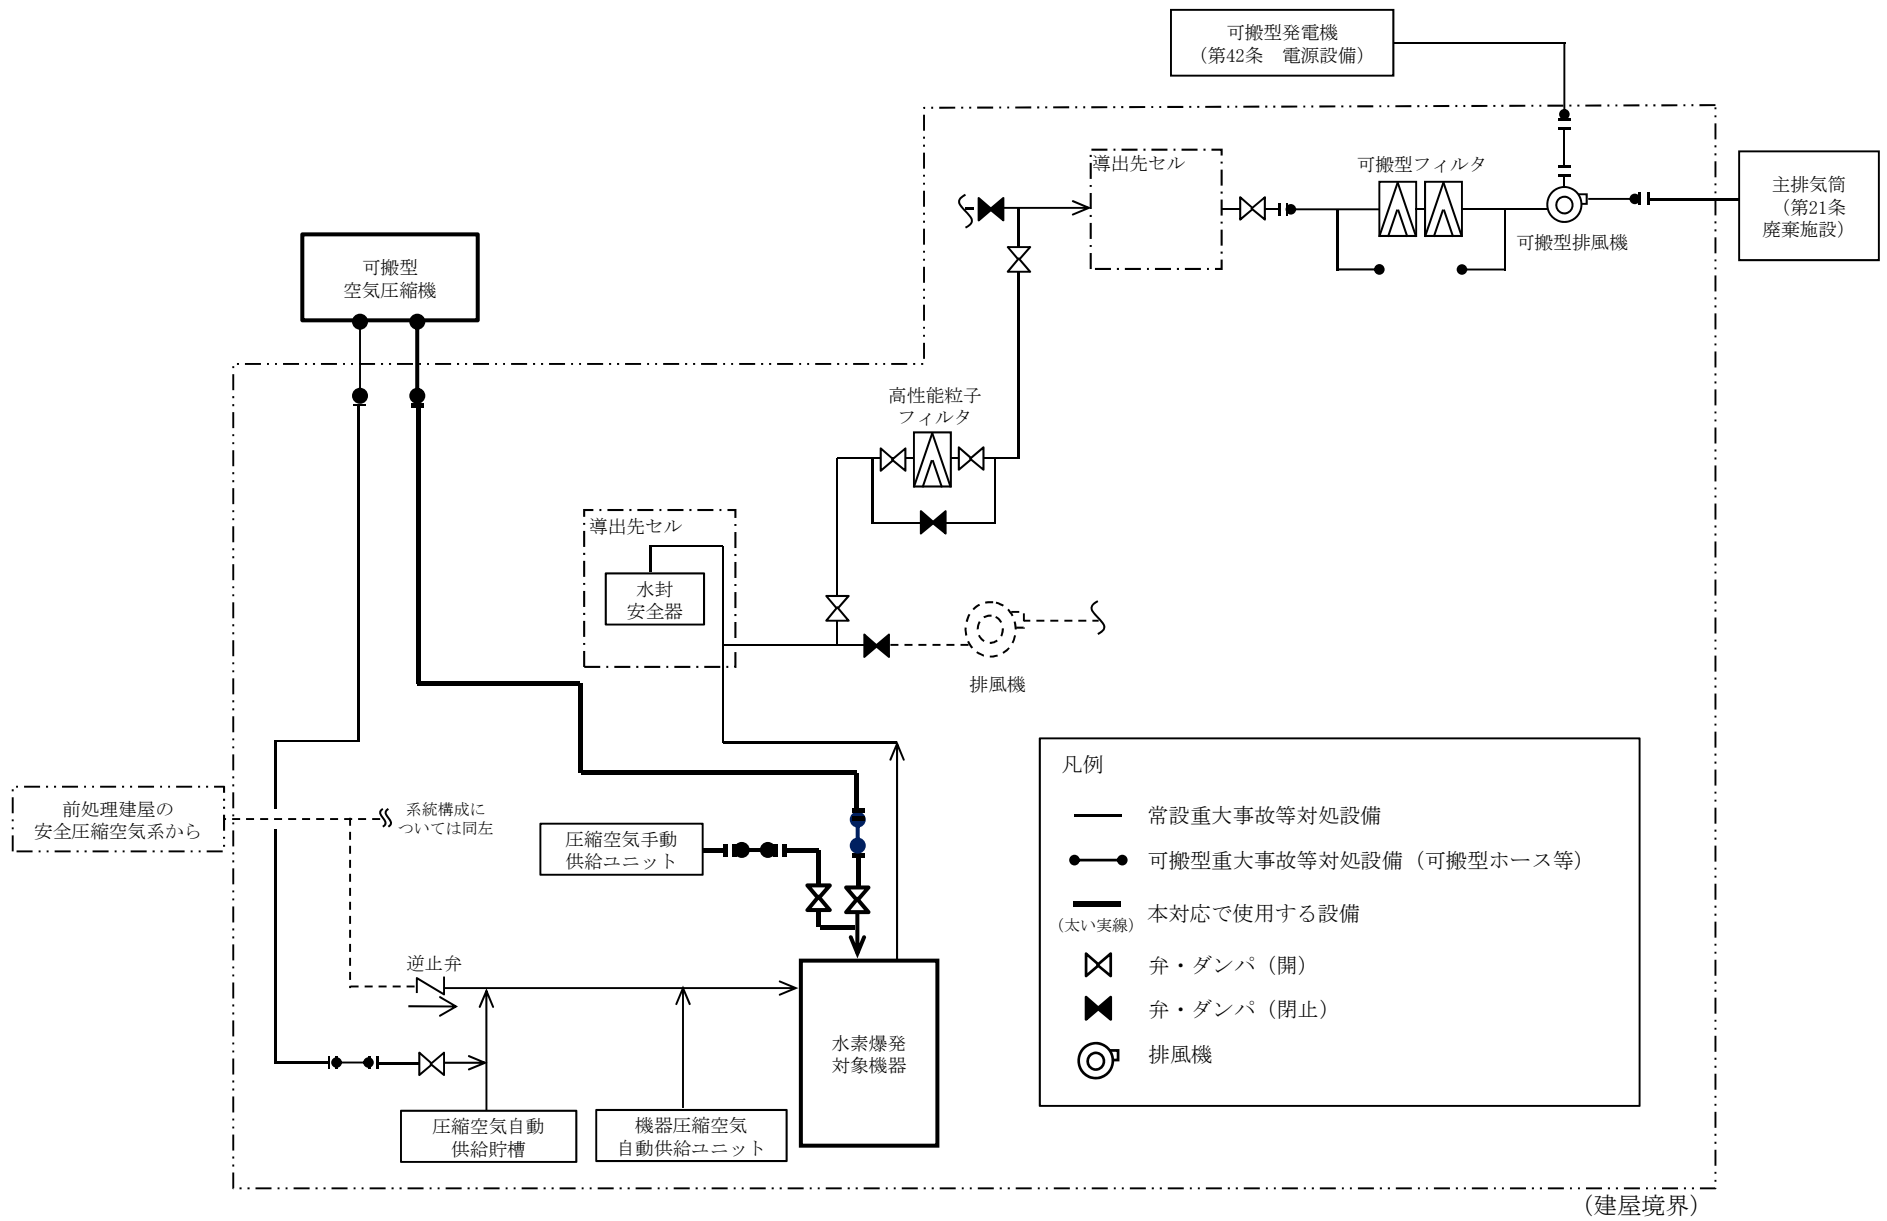 可搬型発電機
（第42条　電源設備）
導出先セル
可搬型フィルタ
主排気筒
（第21条
廃棄施設）
可搬型排風機
可搬型
空気圧縮機
高性能粒子
フィルタ
導出先セル
水封
安全器
排風機
前処理建屋の
安全圧縮空気系から
系統構成に
ついては同左
圧縮空気手動
供給ユニット
逆止弁
水素爆発
対象機器
圧縮空気自動
供給貯槽
機器圧縮空気
自動供給ユニット
凡例
常設重大事故等対処設備
可搬型重大事故等対処設備（可搬型ホース等）
本対応で使用する設備
（太い実線）
弁・ダンパ（開）
弁・ダンパ（閉止）
排風機
（建屋境界）